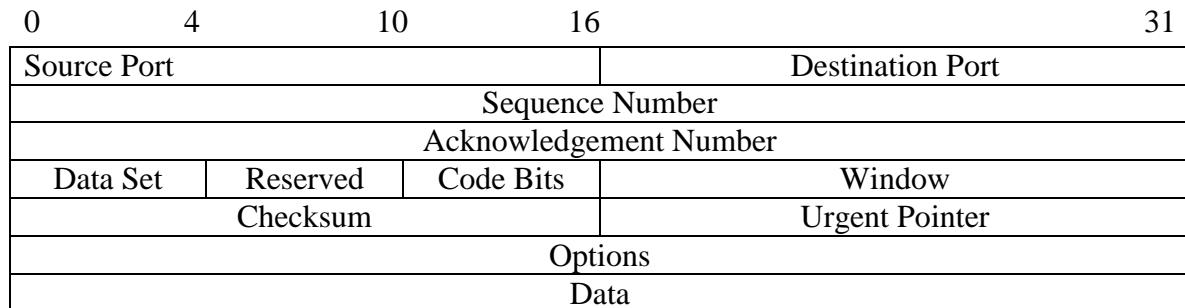 0 4 10 16 31
Source Port Destination Port
Sequence Number
Acknowledgement Number
Data Set Reserved Code Bits Window
Checksum Urgent Pointer
Options
Data